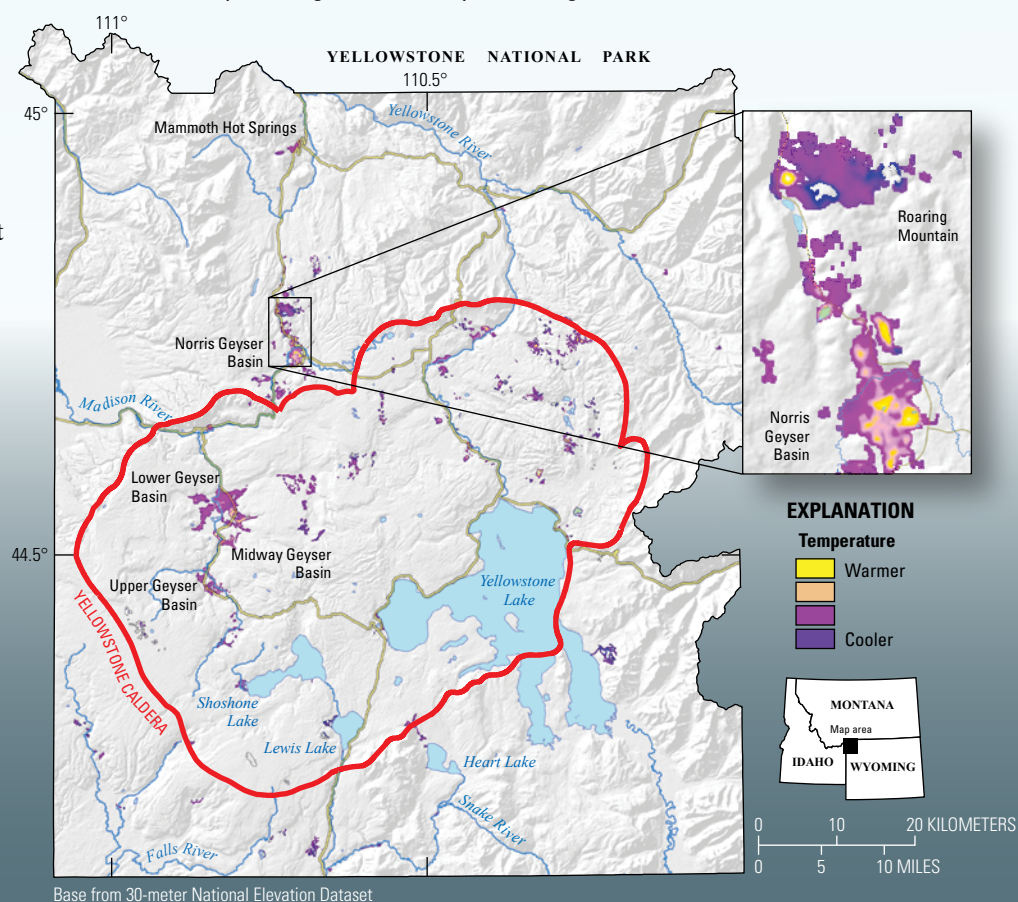 111°
YELLOWSTONE NATIONAL PARK
110.5°
45°
Yellowstone
River
Mammoth Hot Springs
Roaring
Mountain
Norris Geyser
Basin
Madison River
Norris
Geyser
Basin
Lower Geyser
Basin
EXPLANATION
Temperature
Warmer
Cooler
44.5°
Midway Geyser
Basin
Upper Geyser
Basin
Yellowstone
Lake
YELLOWSTONE CALDERA
Shoshone
Lake
Lewis Lake
Heart Lake
Snake River
Falls River
MONTANA
Map area
IDAHO
WYOMING
0 10 20 KILOMETERS
0 5 10 MILES
Base from 30-meter National Elevation Dataset